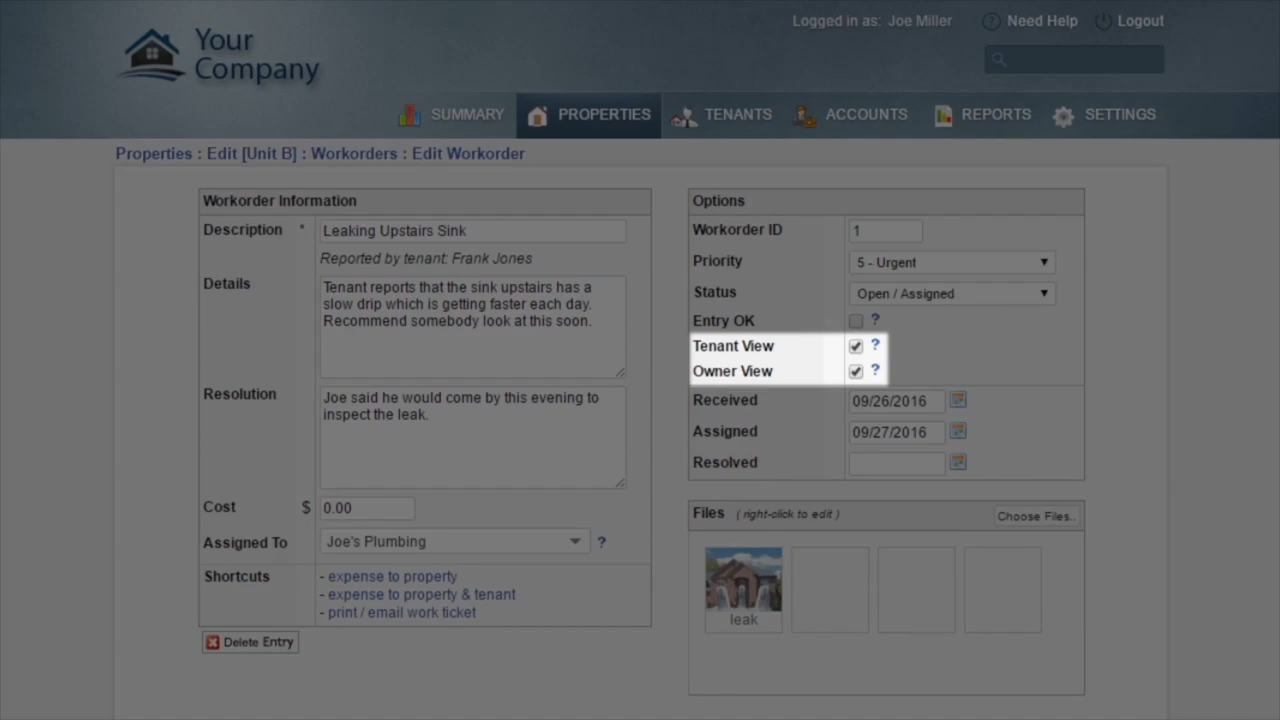 Logged in as: Joe Miller
Need Help
Logout
Your
Company
SUMMARY
PROPERTIES
TENANTS
ACCOUNTS
REPORTS
SETTINGS
Properties : Edit [Unit B] : Workorders : Edit Workorder
Workorder Information
Description * Leaking Upstairs Sink
Reported by tenant: Frank Jones
Details
Tenant reports that the sink upstairs has a
slow drip which is getting faster each day.
Recommend somebody look at this soon.
Resolution
Joe said he would come by this evening to
inspect the leak.
Cost $ 0.00
Assigned To Joe's Plumbing ?
Shortcuts
- expense to property
- expense to property & tenant
- print / email work ticket
Delete Entry
Options
Workorder ID 1
Priority 5 - Urgent
Status Open / Assigned
Entry OK ?
Tenant View ?
Owner View ?
Received 09/26/2016
Assigned 09/27/2016
Resolved
Files ( right-click to edit ) Choose Files..
leak